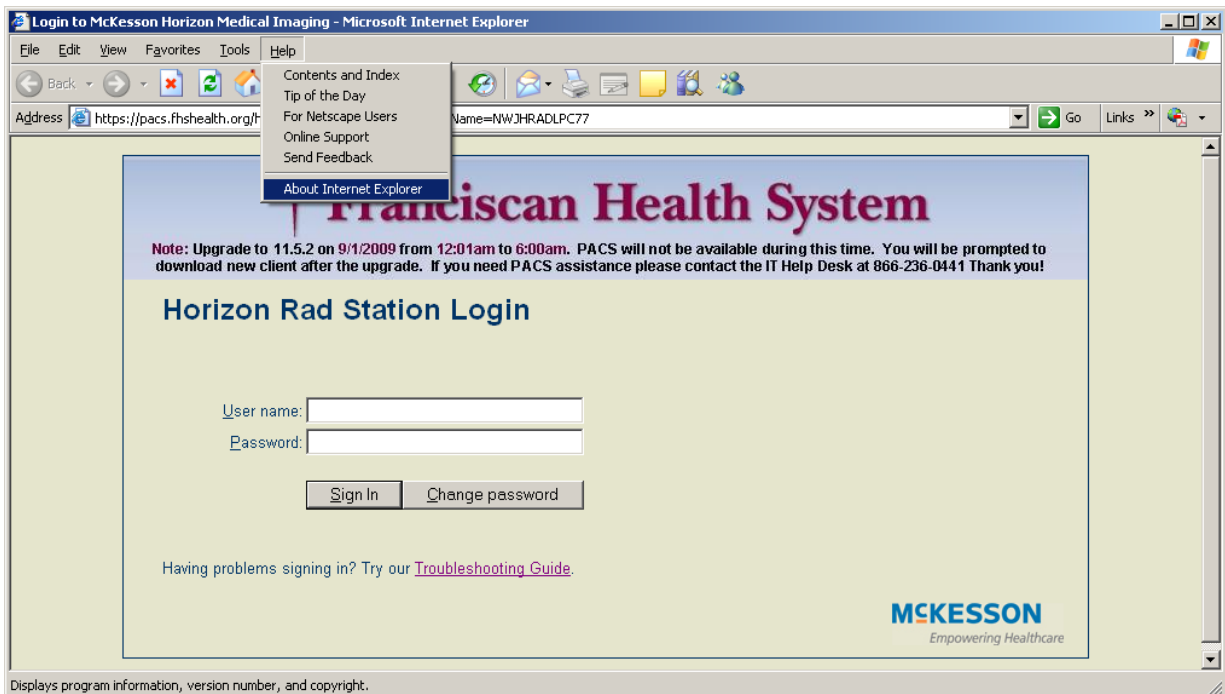 Login to McKesson Horizon Medical Imaging - Microsoft Internet Explorer
File Edit View Favorites Tools Help
Contents and Index
Tip of the Day
For Netscape Users
Online Support
Send Feedback
About Internet Explorer
Back
Address https://pacs.fhshealth.org/ Name=NWJHRADLPC77 Go Links »
Franciscan Health System
Note: Upgrade to 11.5.2 on 9/1/2009 from 12:01am to 6:00am. PACS will not be available during this time. You will be prompted to
download new client after the upgrade. If you need PACS assistance please contact the IT Help Desk at 866-236-0441 Thank you!
Horizon Rad Station Login
User name:
Password:
Sign In Change password
Having problems signing in? Try our Troubleshooting Guide.
MCKESSON
Empowering Healthcare
Displays program information, version number, and copyright.